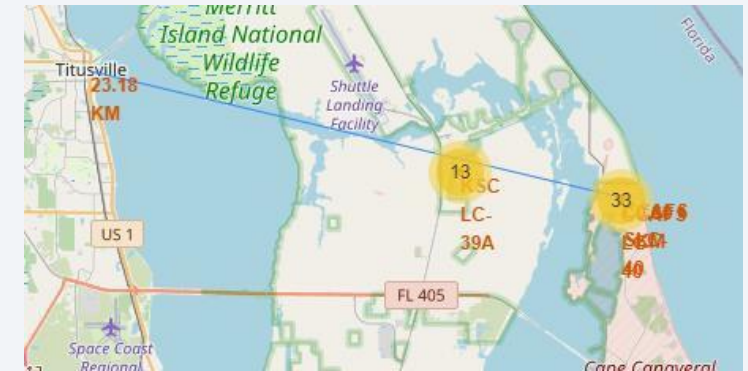 Merritt
Island National
Wildlife
Refuge
Florida
Titusville
23.18
KM
Shuttle
Landing
Facility
13
KSC
LC-
39A
33
40
US 1
FL 405
Space Coast
Regional
Cape Canaveral